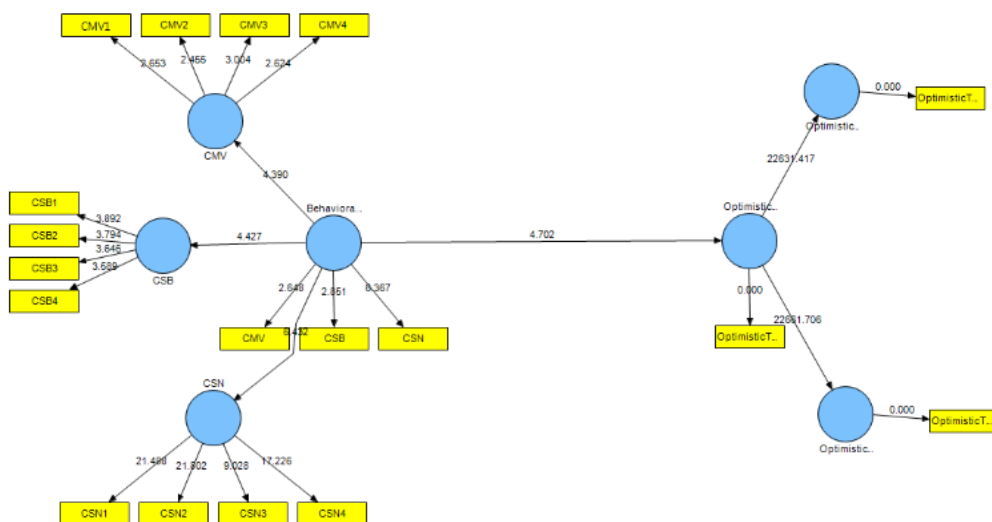 CMV1
CMV2
CMV3
CMV4
2.653
2.455
3.004
2.624
CMV
4.390
0.000
OptimisticT...
Optimistic...
22631.417
CSB1
CSB2
CSB3
CSB4
3.892
3.794
3.646
3.589
CSB
4.427
Behaviora...
4.702
Optimistic...
2.648
2.851
6.367
6.432
CMV
CSB
CSN
0.000
OptimisticT...
22661.706
CSN
21.488
21.802
9.028
17.226
CSN1
CSN2
CSN3
CSN4
0.000
OptimisticT...
Optimistic...